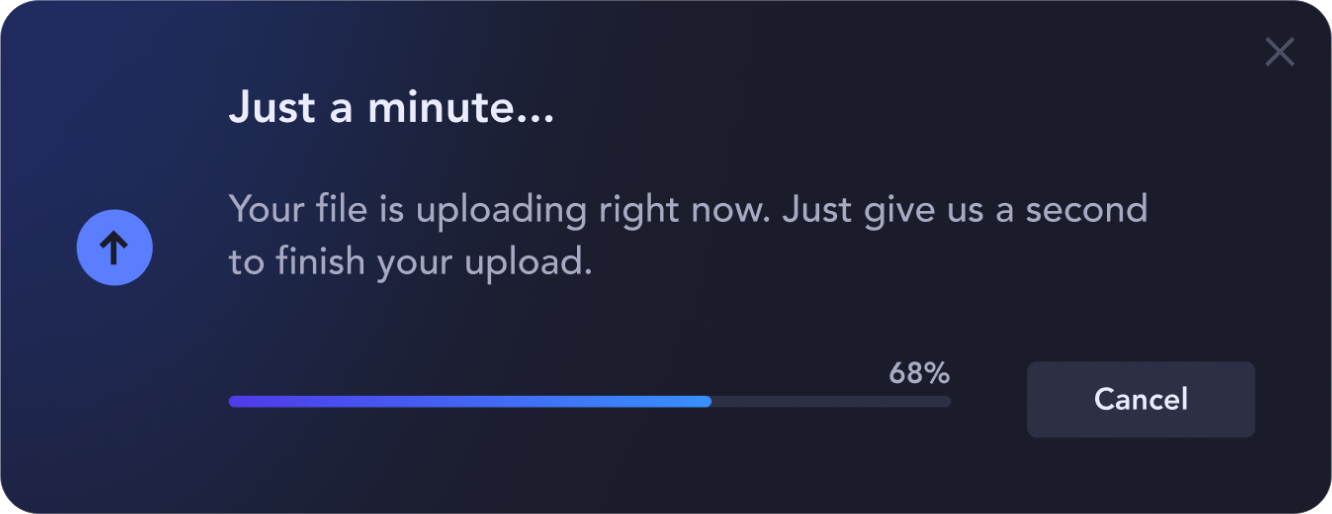 Just a minute...
Your file is uploading right now. Just give us a second
to finish your upload.
68%
Cancel